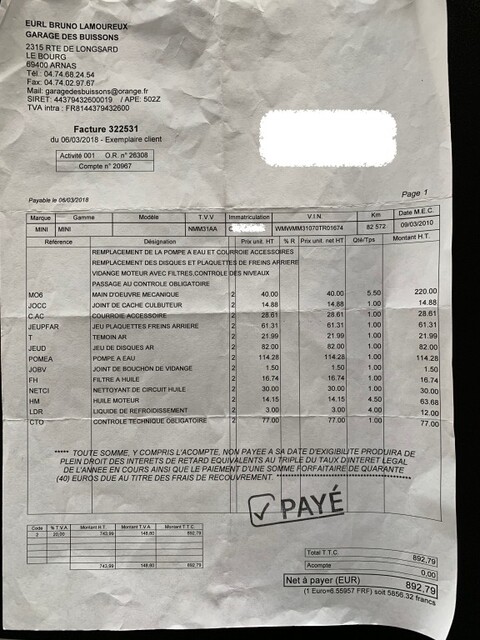 EURL BRUNO LAMOUREUX
GARAGE DES BUISSONS
2315 RTE DE LONGSARD
LE BOURG
69400 ARNAS
Tél.: 04.74.68.24.54
Fax: 04.74.02.97.67
Mail: garagedesbuissons@orange.fr
SIRET: 44379432600019 / APE: 502Z
TVA intra : FR8144379432600
Facture 322531
du 06/03/2018 - Exemplaire client
Activité 001 O.R. n° 26308
Compte n° 20967
Payable le 06/03/2018
Page 1
Marque Gamme Modèle T.V.V Immatriculation V.I.N. Km Date M.E.C.
MINI MINI NMM31AA C WMWMM31070TR01674 82 572 09/03/2010
Référence Désignation Prix unit. HT % R Prix unit. net HT Qté/Tps Montant H.T.
REMPLACEMENT DE LA POMPE A EAU ET COURROIE ACCESSOIRES
REMPLACEMENT DES DISQUES ET PLAQUETTES DE FREINS ARRIERE
VIDANGE MOTEUR AVEC FILTRES,CONTROLE DES NIVEAUX
PASSAGE AU CONTROLE OBLIGATOIRE
MO6 MAIN D'OEUVRE MECANIQUE 2 40.00 40.00 5.50 220.00
JOCC JOINT DE CACHE CULBUTEUR 2 14.88 14.88 1.00 14.88
C.AC COURROIE ACCESSOIRE 2 28.61 28.61 1.00 28.61
JEUPFAR JEU PLAQUETTES FREINS ARRIERE 2 61.31 61.31 1.00 61.31
T TEMOIN AR 2 21.99 21.99 1.00 21.99
JEUD JEU DE DISQUES AR 2 82.00 82.00 1.00 82.00
POMEA POMPE A EAU 2 114.28 114.28 1.00 114.28
JOBV JOINT DE BOUCHON DE VIDANGE 2 1.50 1.50 1.00 1.50
FH FILTRE A HUILE 2 16.74 16.74 1.00 16.74
NETCI NETTOYANT DE CIRCUIT HUILE 2 30.00 30.00 1.00 30.00
HM HUILE MOTEUR 2 14.15 14.15 4.50 63.68
LDR LIQUIDE DE REFROIDISSEMENT 2 3.00 3.00 4.00 12.00
CTO CONTROLE TECHNIQUE OBLIGATOIRE 2 77.00 77.00 1.00 77.00
***** TOUTE SOMME, Y COMPRIS L'ACOMPTE, NON PAYEE A SA DATE D'EXIGIBILITE PRODUIRA DE
PLEIN DROIT DES INTERETS DE RETARD EQUIVALENTS AU TRIPLE DU TAUX D'INTERET LEGAL
DE L'ANNEE EN COURS AINSI QUE LE PAIEMENT D'UNE SOMME FORFAITAIRE DE QUARANTE
(40) EUROS DUE AU TITRE DES FRAIS DE RECOUVREMENT.
PAYÉ
Code % T.V.A Montant H.T. Montant T.V.A Montant T.T.C
2 20,00 743,99 148,80 892,79
743,99 148,80 892,79
Total T.T.C 892,79
Acompte 0,00
Net à payer (EUR) 892,79
(1 Euro=6.55957 FRF) soit 5856.32 francs